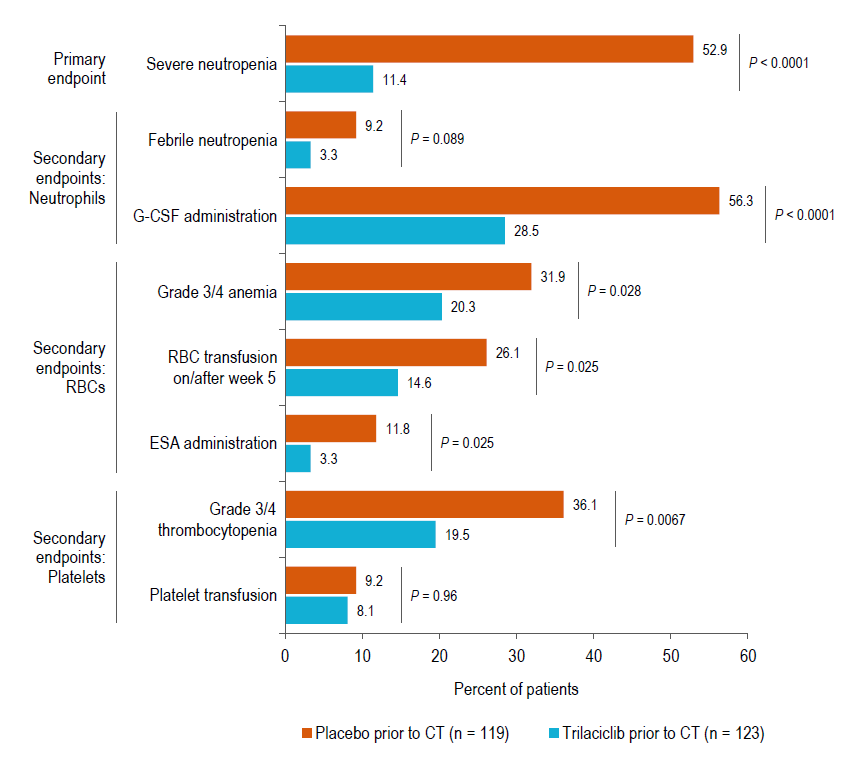 Primary
endpoint
Severe neutropenia
52.9
11.4
P < 0.0001
Secondary
endpoints:
Neutrophils
Febrile neutropenia
9.2
3.3
P = 0.089
G-CSF administration
56.3
28.5
P < 0.0001
Secondary
endpoints:
RBCs
Grade 3/4 anemia
31.9
20.3
P = 0.028
RBC transfusion
on/after week 5
26.1
14.6
P = 0.025
ESA administration
11.8
3.3
P = 0.025
Secondary
endpoints:
Platelets
Grade 3/4
thrombocytopenia
36.1
19.5
P = 0.0067
Platelet transfusion
9.2
8.1
P = 0.96
0 10 20 30 40 50 60
Percent of patients
Placebo prior to CT (n = 119) Trilaciclib prior to CT (n = 123)